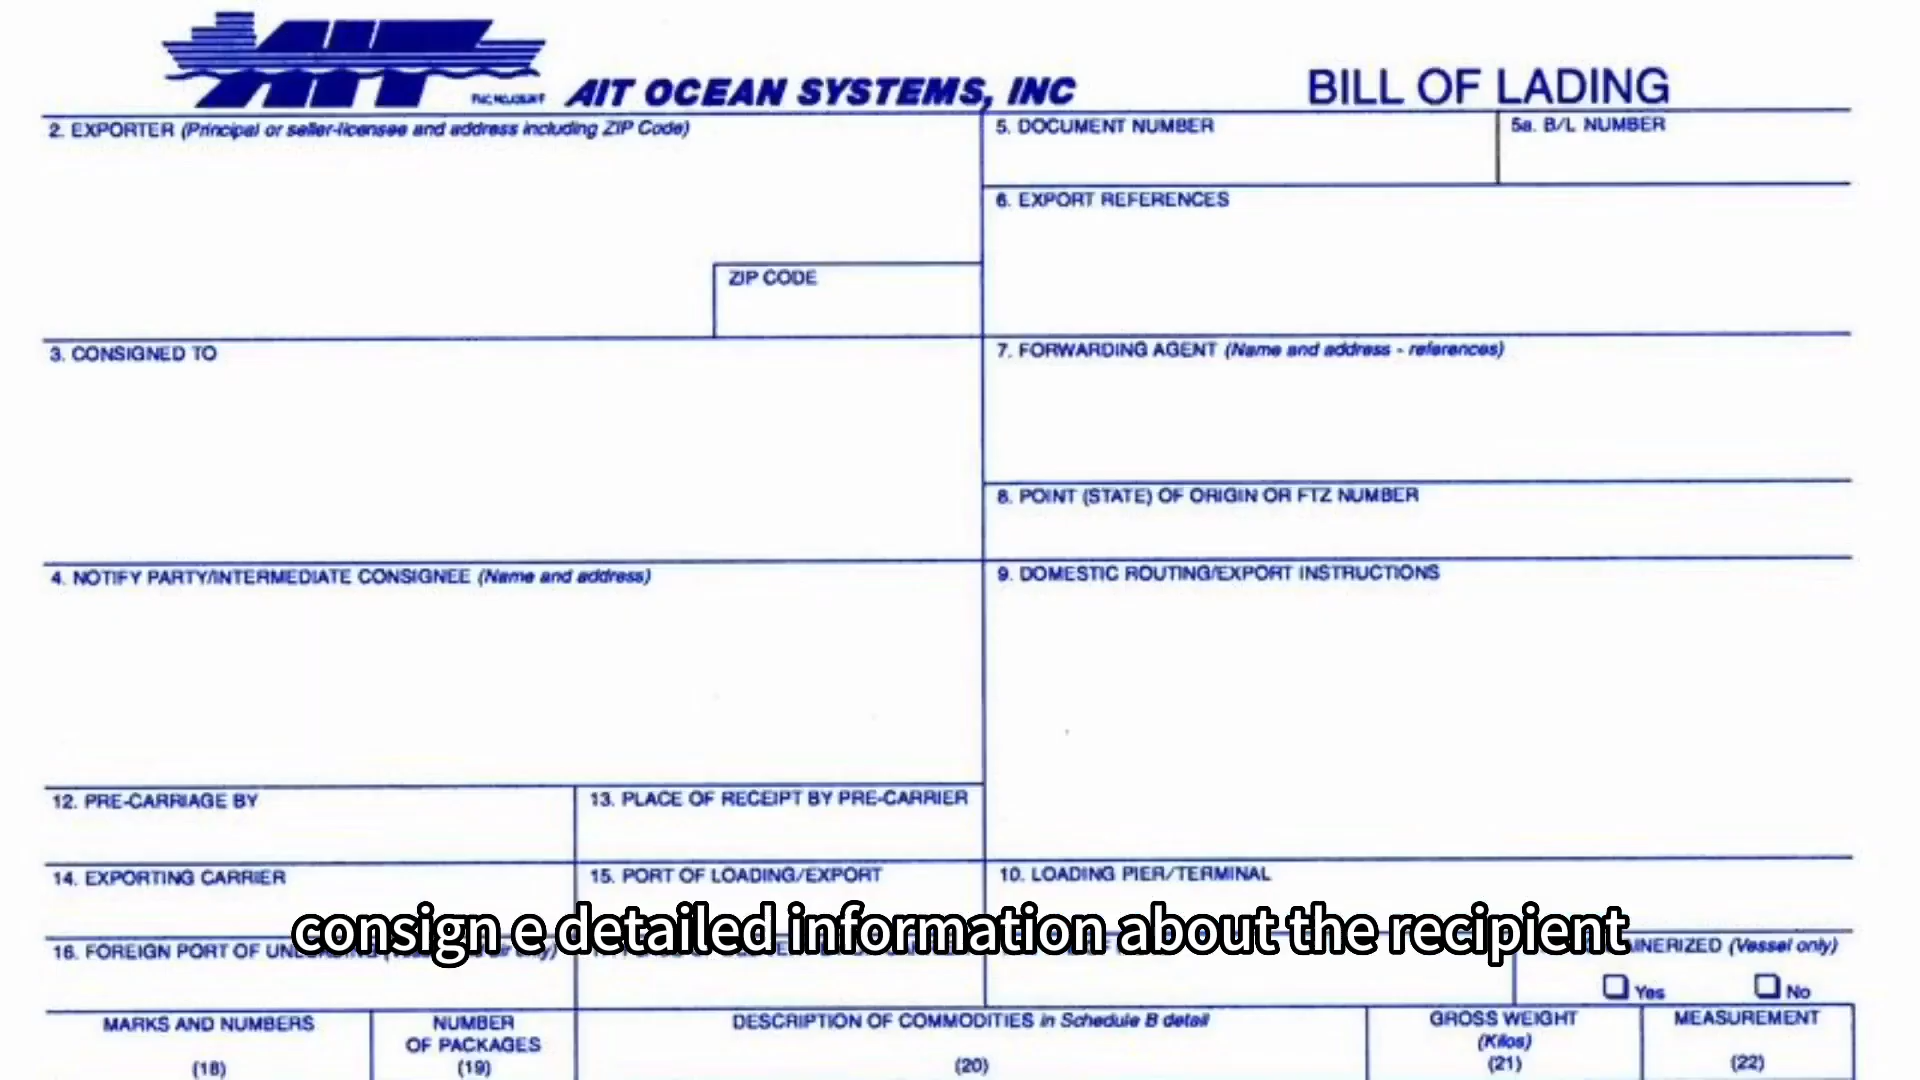 AIT
AIT OCEAN SYSTEMS, INC
BILL OF LADING
2. EXPORTER (Principal or seller-licensee and address including ZIP Code)
ZIP CODE
3. CONSIGNED TO
4. NOTIFY PARTY/INTERMEDIATE CONSIGNEE (Name and address)
5. DOCUMENT NUMBER
5a. B/L NUMBER
6. EXPORT REFERENCES
7. FORWARDING AGENT (Name and address - references)
8. POINT (STATE) OF ORIGIN OR FTZ NUMBER
9. DOMESTIC ROUTING/EXPORT INSTRUCTIONS
12. PRE-CARRIAGE BY
13. PLACE OF RECEIPT BY PRE-CARRIER
14. EXPORTING CARRIER
15. PORT OF LOADING/EXPORT
10. LOADING PIER/TERMINAL
consign e detailed information about the recipient
16. FOREIGN PORT OF
(Vessel only)
Yes
No
MARKS AND NUMBERS
(18)
NUMBER
OF PACKAGES
(19)
DESCRIPTION OF COMMODITIES in Schedule B detail
(20)
GROSS WEIGHT
(Kilos)
(21)
MEASUREMENT
(22)